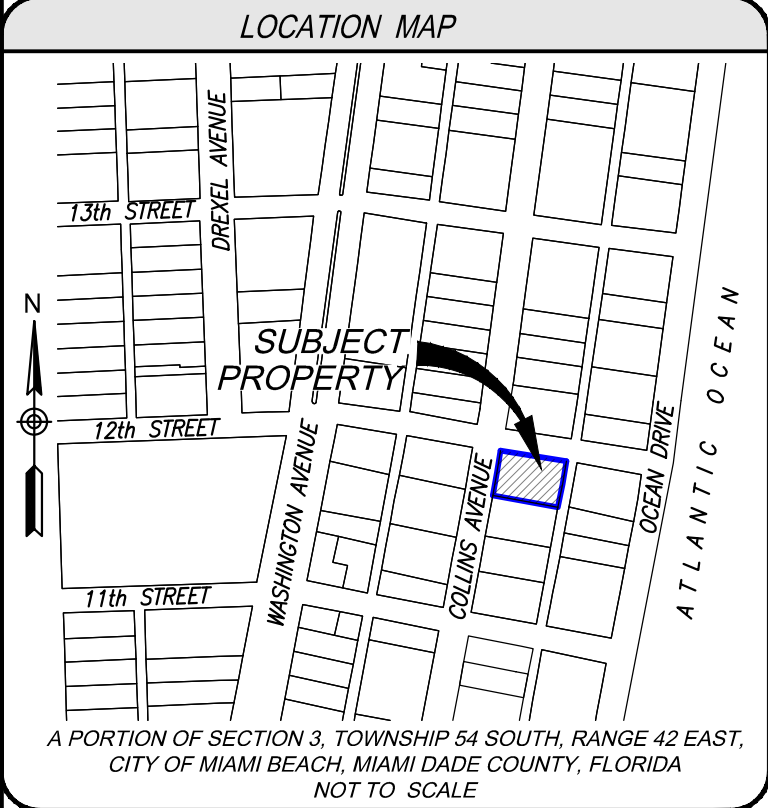 LOCATION MAP
DREXEL AVENUE
13th STREET
N
SUBJECT
PROPERTY
ATLANTIC OCEAN
12th STREET
WASHINGTON AVENUE
COLLINS AVENUE
OCEAN DRIVE
11th STREET
A PORTION OF SECTION 3, TOWNSHIP 54 SOUTH, RANGE 42 EAST,
CITY OF MIAMI BEACH, MIAMI DADE COUNTY, FLORIDA
NOT TO SCALE